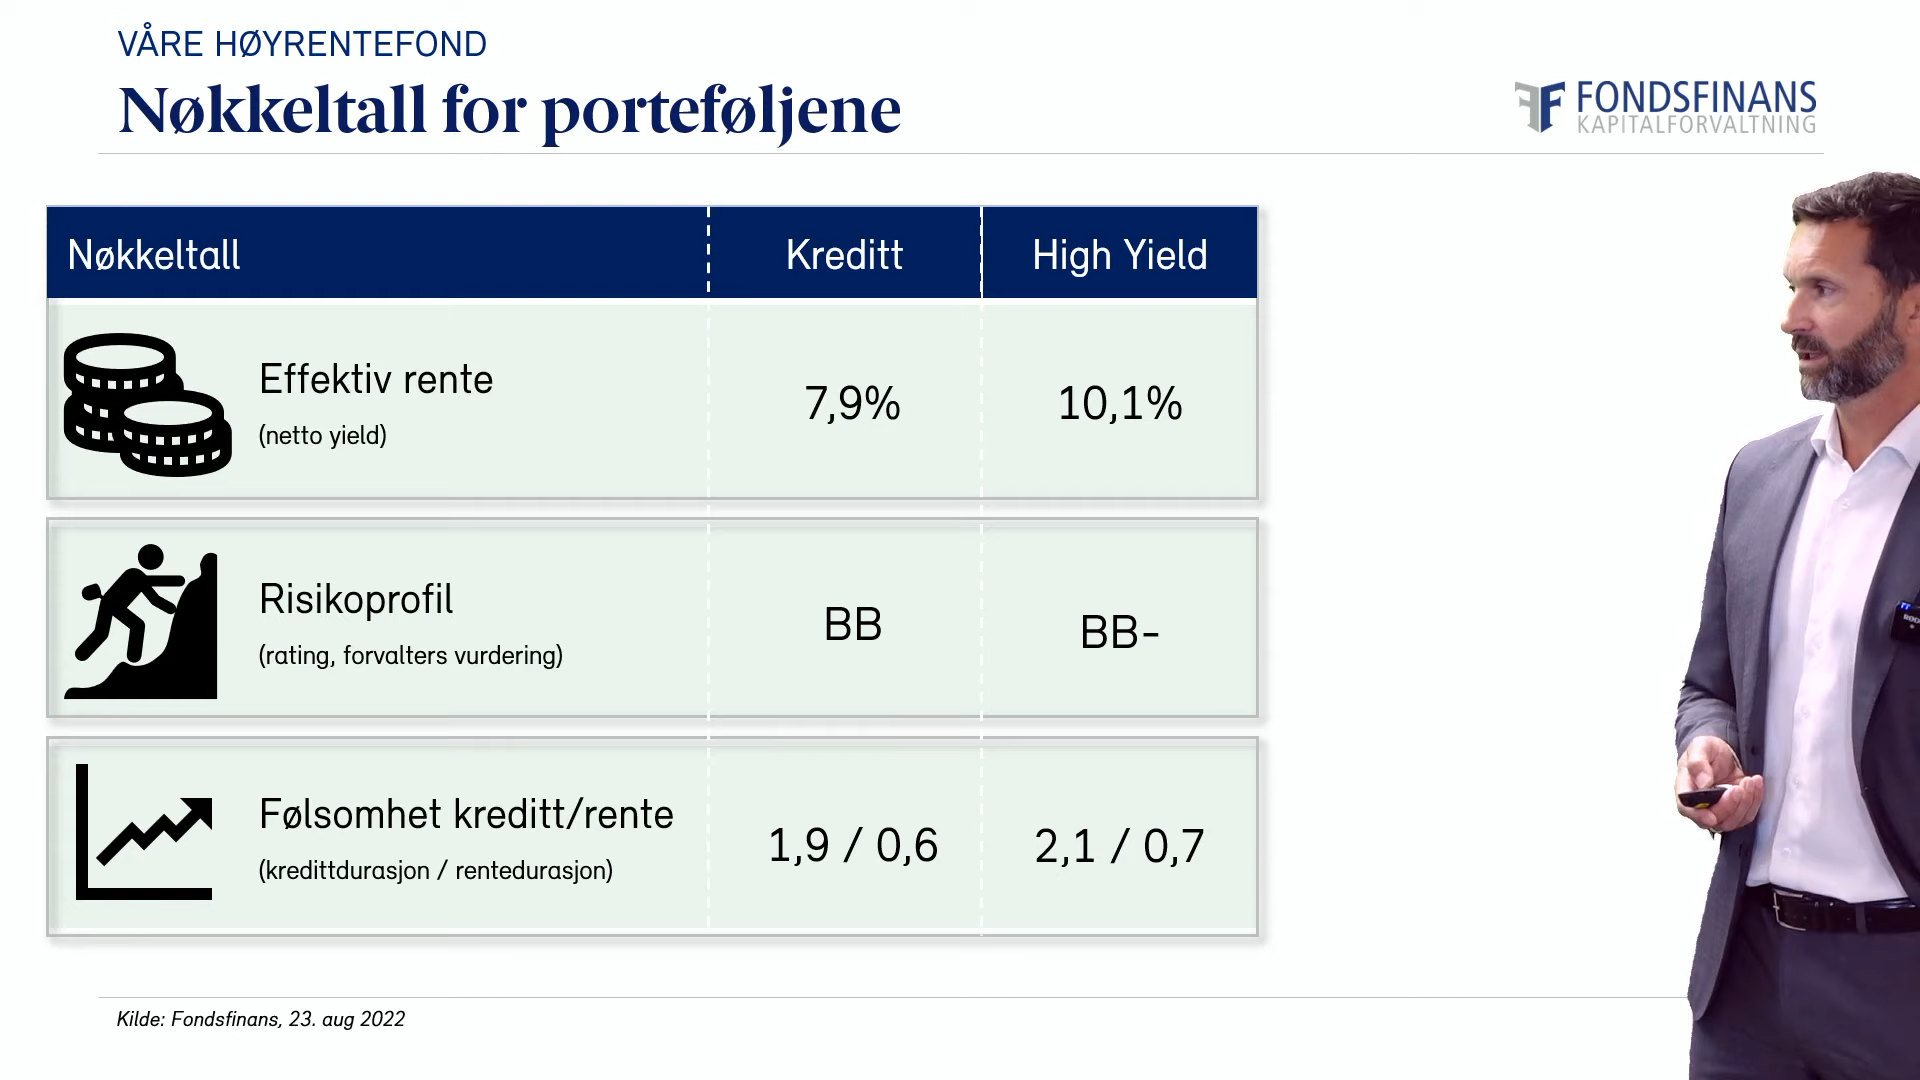 VÅRE HØYRENTEFOND
Nøkkeltall for porteføljene
FONDSFINANS
KAPITALFORVALTNING
Nøkkeltall
Kreditt
High Yield
Effektiv rente
(netto yield)
7,9%
10,1%
Risikoprofil
(rating, forvalters vurdering)
BB
BB-
Følsomhet kreditt/rente
(kredittdurasjon / rentedurasjon)
1,9 / 0,6
2,1 / 0,7
Kilde: Fondsfinans, 23. aug 2022